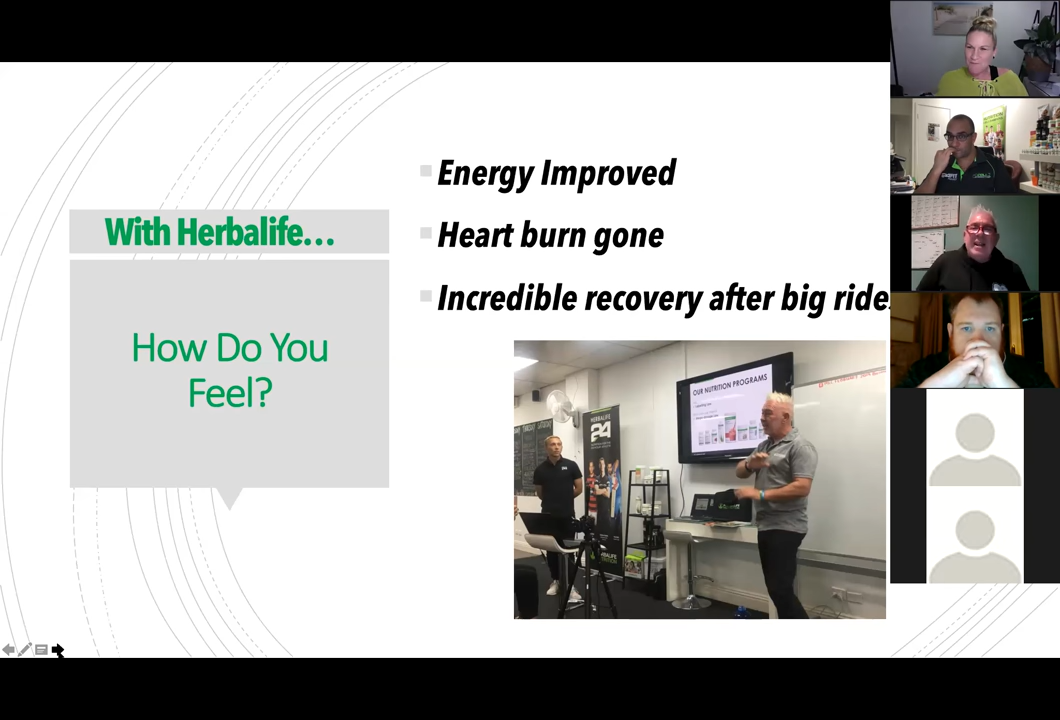 With Herbalife...
How Do You
Feel?
Energy Improved
Heart burn gone
Incredible recovery after big ride
OUR NUTRITION PROGRAMS
HERBALIFE
24